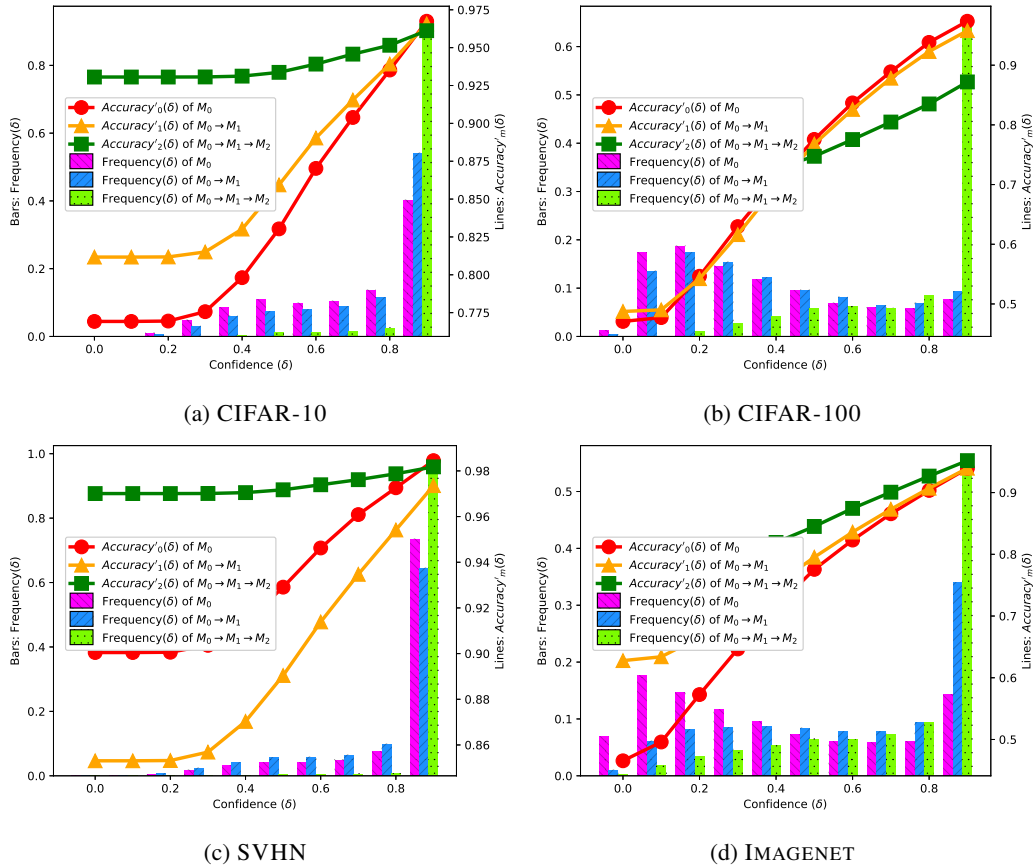 0.8
0.6
0.4
0.2
0.0
Bars: Frequency(δ)
Accuracy'₀(δ) of M₀
Accuracy'₁(δ) of M₀→M₁
Accuracy'₂(δ) of M₀→M₁→M₂
Frequency(δ) of M₀
Frequency(δ) of M₀→M₁
Frequency(δ) of M₀→M₁→M₂
0.975
0.950
0.925
0.900
0.875
0.850
0.825
0.800
0.775
Lines: Accuracy'ₘ(δ)
0.0 0.2 0.4 0.6 0.8
Confidence (δ)
(a) CIFAR-10
0.6
0.5
0.4
0.3
0.2
0.1
0.0
Bars: Frequency(δ)
Accuracy'₀(δ) of M₀
Accuracy'₁(δ) of M₀→M₁
Accuracy'₂(δ) of M₀→M₁→M₂
Frequency(δ) of M₀
Frequency(δ) of M₀→M₁
Frequency(δ) of M₀→M₁→M₂
0.9
0.8
0.7
0.6
0.5
Lines: Accuracy'ₘ(δ)
0.0 0.2 0.4 0.6 0.8
Confidence (δ)
(b) CIFAR-100
1.0
0.8
0.6
0.4
0.2
0.0
Bars: Frequency(δ)
Accuracy'₀(δ) of M₀
Accuracy'₁(δ) of M₀→M₁
Accuracy'₂(δ) of M₀→M₁→M₂
Frequency(δ) of M₀
Frequency(δ) of M₀→M₁
Frequency(δ) of M₀→M₁→M₂
0.98
0.96
0.94
0.92
0.90
0.88
0.86
Lines: Accuracy'ₘ(δ)
0.0 0.2 0.4 0.6 0.8
Confidence (δ)
(c) SVHN
0.5
0.4
0.3
0.2
0.1
0.0
Bars: Frequency(δ)
Accuracy'₀(δ) of M₀
Accuracy'₁(δ) of M₀→M₁
Accuracy'₂(δ) of M₀→M₁→M₂
Frequency(δ) of M₀
Frequency(δ) of M₀→M₁
Frequency(δ) of M₀→M₁→M₂
0.9
0.8
0.7
0.6
0.5
Lines: Accuracy'ₘ(δ)
0.0 0.2 0.4 0.6 0.8
Confidence (δ)
(d) IMAGENET